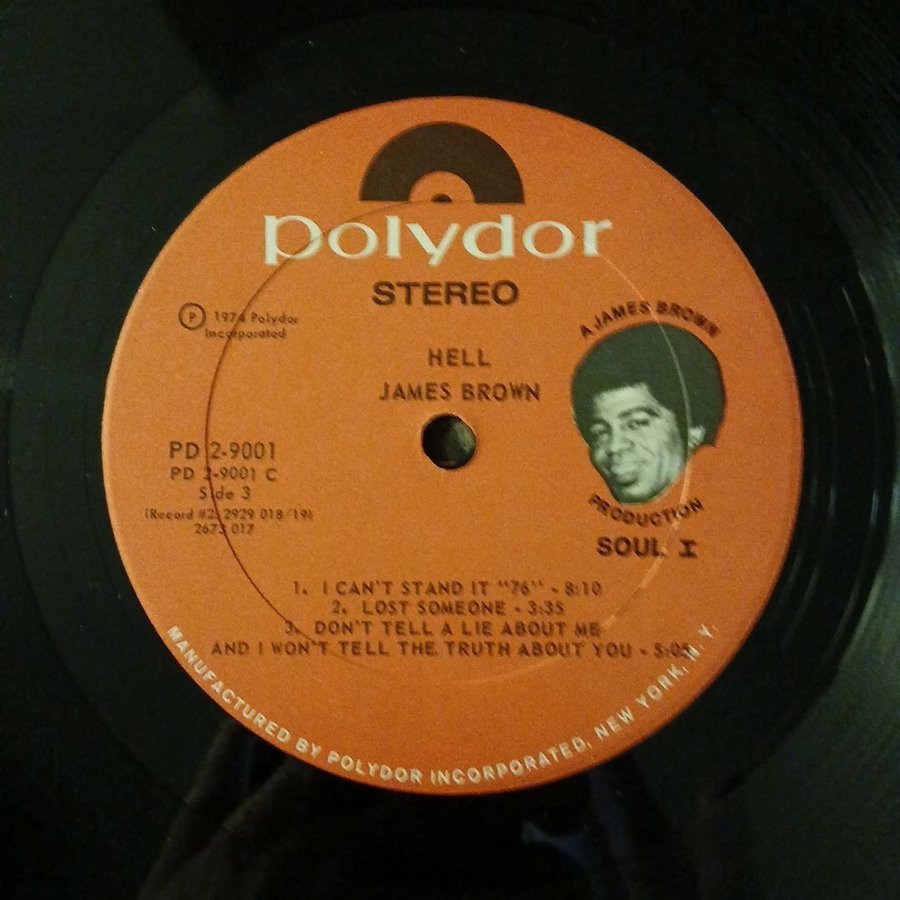 polydor
STEREO
℗ 1974 Polydor
Incorporated
A JAMES BROWN
HELL
JAMES BROWN
PD 2-9001
PD 2-9001 C
Side 3
(Record #2: 2929 018/19)
2673 017
PRODUCTION
SOUL I
1. I CAN'T STAND IT "76" - 8:10
2. LOST SOMEONE - 3:35
3. DON'T TELL A LIE ABOUT ME
AND I WON'T TELL THE TRUTH ABOUT YOU - 5:05
MANUFACTURED BY POLYDOR INCORPORATED, NEW YORK, N. Y.